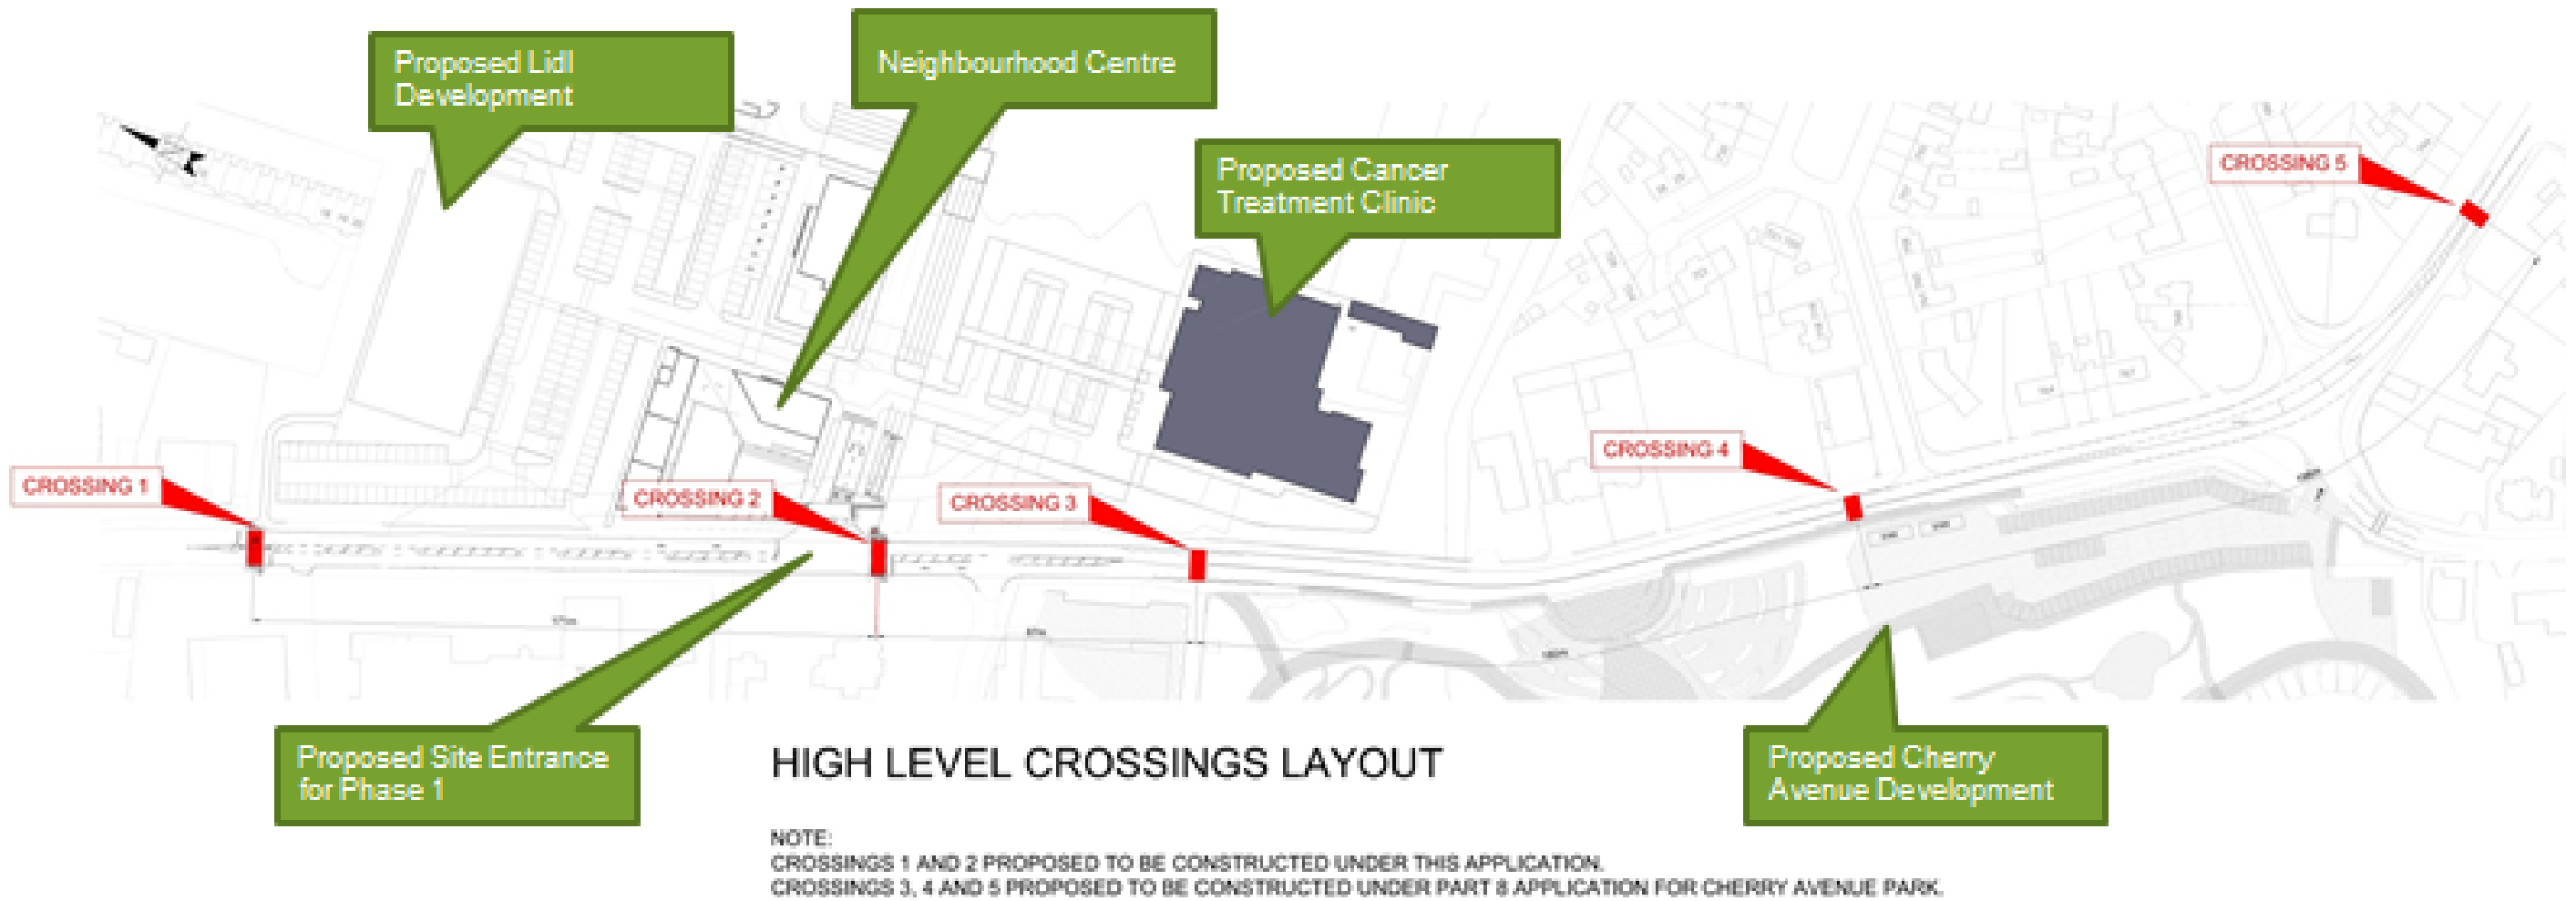 Proposed Lidl
Development
Neighbourhood Centre
Proposed Cancer
Treatment Clinic
CROSSING 5
CROSSING 4
CROSSING 1
CROSSING 2
CROSSING 3
Proposed Site Entrance
for Phase 1
Proposed Cherry
Avenue Development
HIGH LEVEL CROSSINGS LAYOUT
NOTE:
CROSSINGS 1 AND 2 PROPOSED TO BE CONSTRUCTED UNDER THIS APPLICATION.
CROSSINGS 3, 4 AND 5 PROPOSED TO BE CONSTRUCTED UNDER PART 8 APPLICATION FOR CHERRY AVENUE PARK.